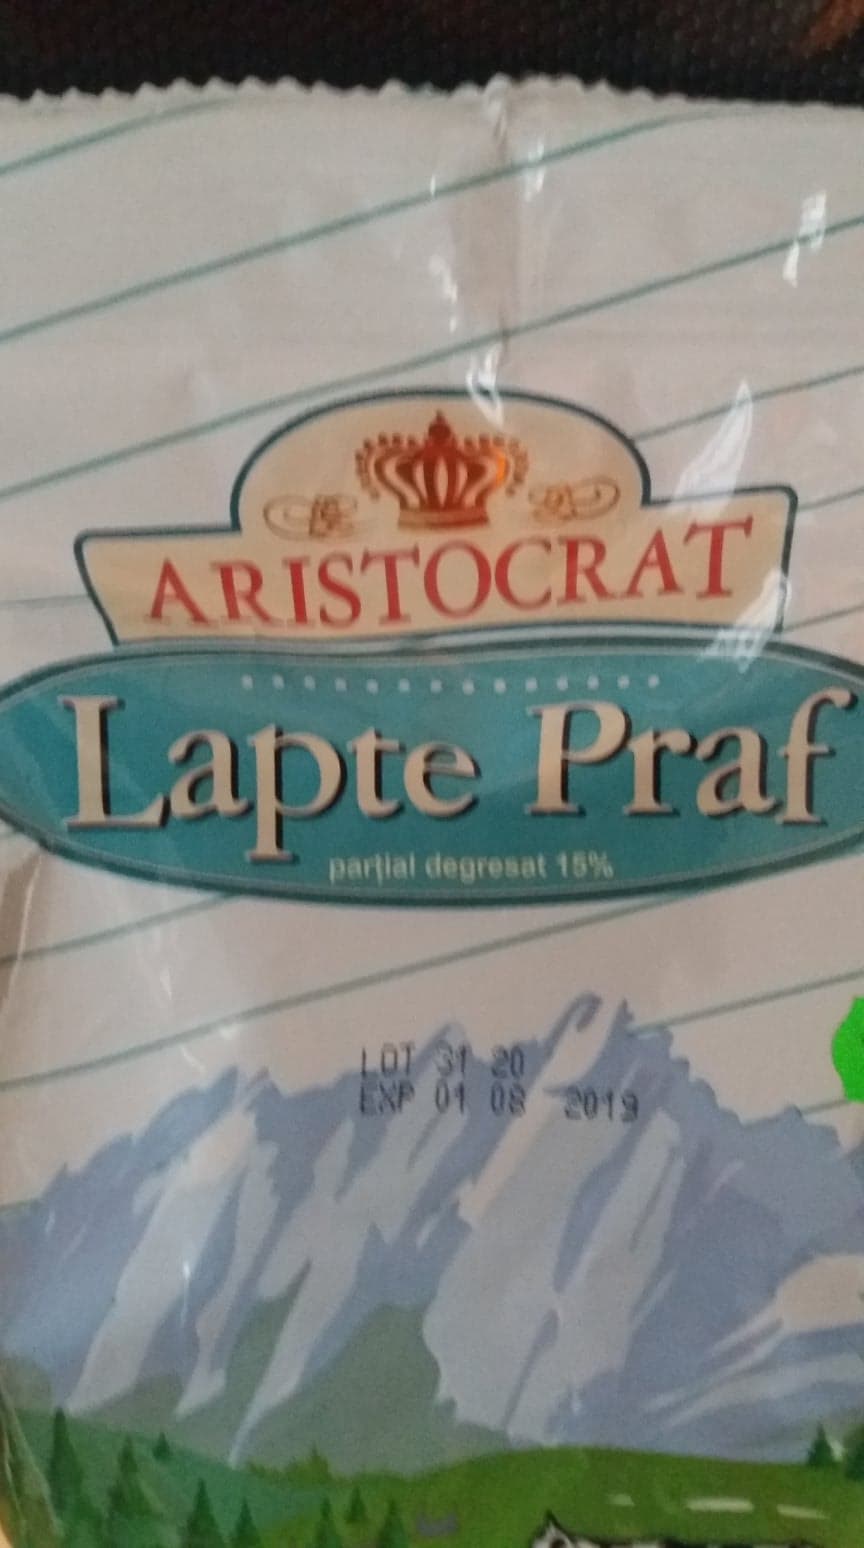 ARISTOCRAT
Lapte Praf
parțial degresat 15%
LOT 31 20
EXP 01 08 2019